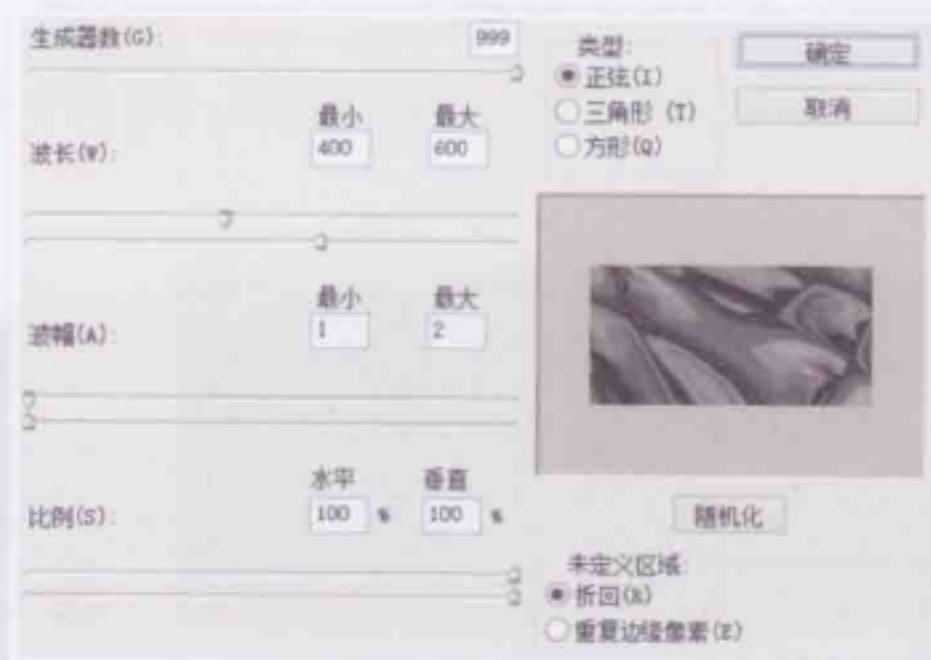 生成器数(G):
999
类型:
确定
正弦(I)
最小
最大
三角形 (T)
取消
波长(W):
400
600
方形(Q)
最小
最大
波幅(A):
1
2
水平
垂直
比例(S):
100 %
100 %
随机化
未定义区域:
折回(R)
重复边缘像素(E)